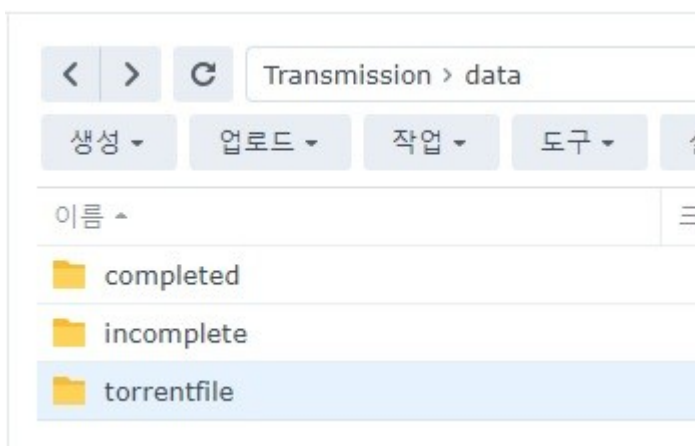 Transmission > data
생성 업로드 작업 도구
이름
completed
incomplete
torrentfile